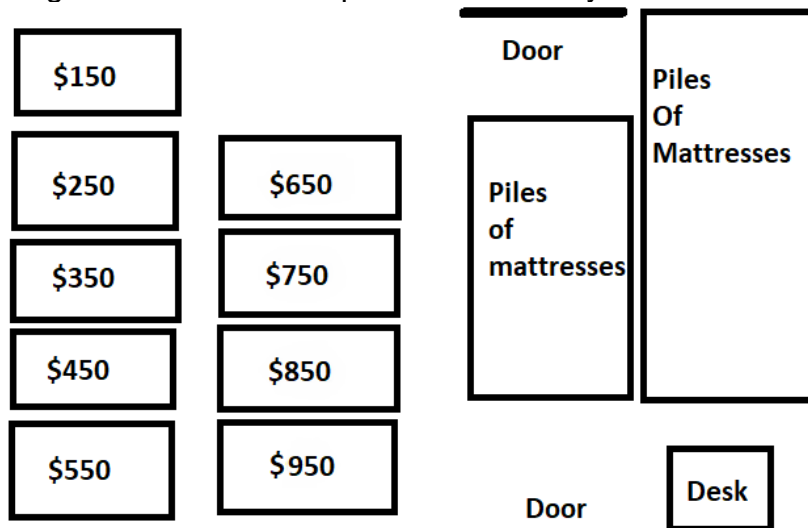 Door
$150
Piles
Of
Mattresses
$250
$650
Piles
of
mattresses
$350
$750
$450
$850
$550
$950
Desk
Door